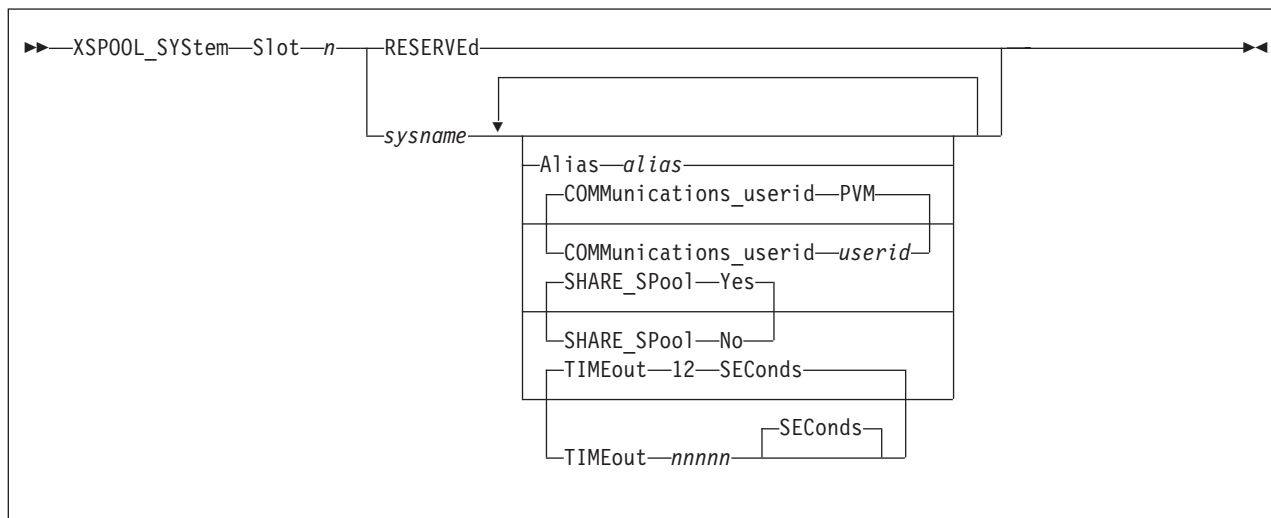 XSPOOL_SYStem Slot n RESERVEd
sysname
Alias alias
COMMunications_userid PVM
COMMunications_userid userid
SHARE_SPool Yes
SHARE_SPool No
TIMEout 12 SEConds
SEConds
TIMEout nnnnn